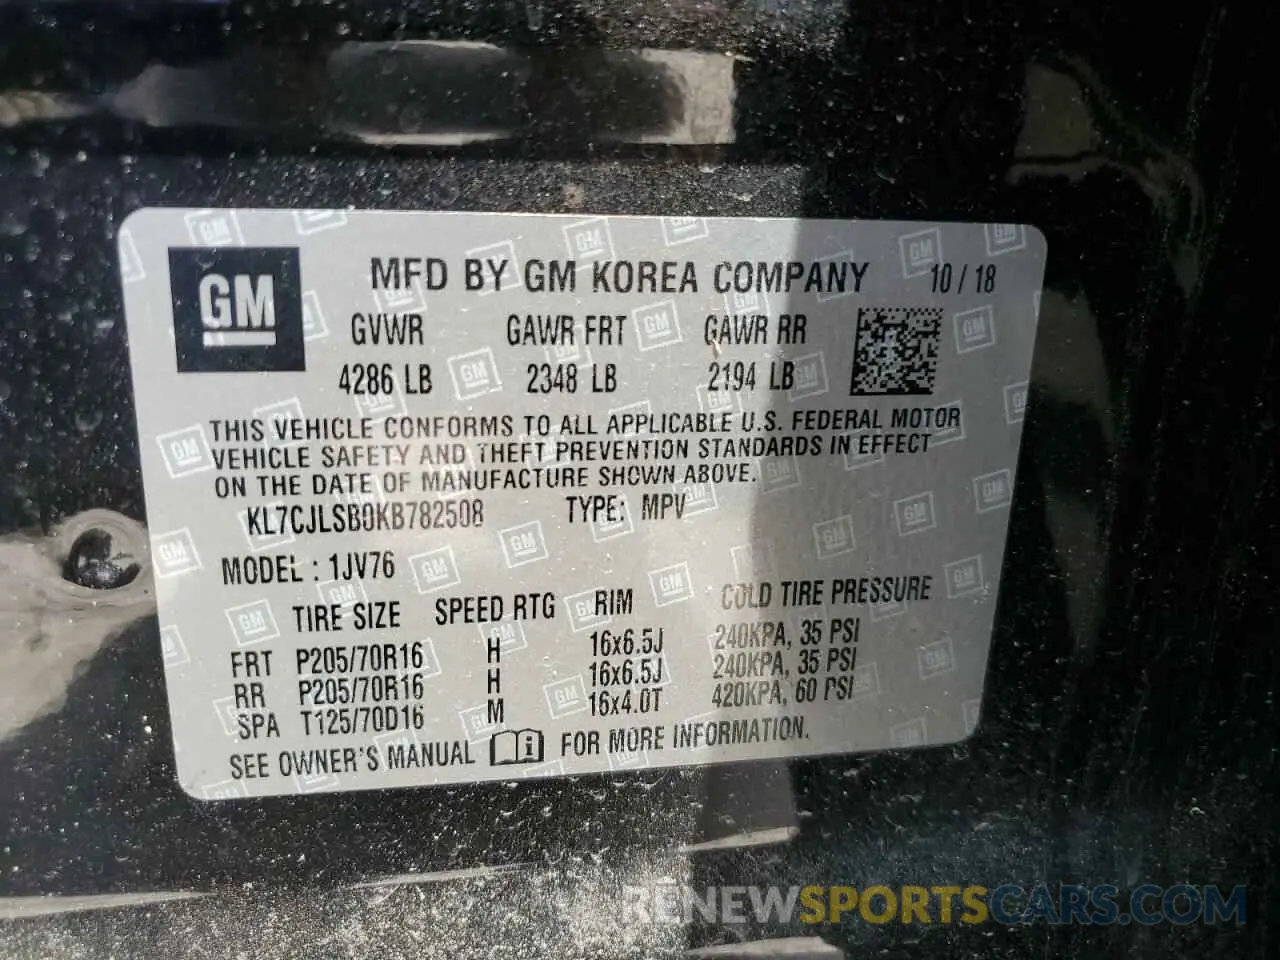 GM
MFD BY GM KOREA COMPANY 10 / 18
GVWR GAWR FRT GAWR RR
4286 LB 2348 LB 2194 LB
THIS VEHICLE CONFORMS TO ALL APPLICABLE U.S. FEDERAL MOTOR
VEHICLE SAFETY AND THEFT PREVENTION STANDARDS IN EFFECT
ON THE DATE OF MANUFACTURE SHOWN ABOVE.
KL7CJLSB0KB782508 TYPE: MPV
MODEL : 1JV76
TIRE SIZE SPEED RTG RIM COLD TIRE PRESSURE
FRT P205/70R16 H 16x6.5J 240KPA, 35 PSI
RR P205/70R16 H 16x6.5J 240KPA, 35 PSI
SPA T125/70D16 M 16x4.0T 420KPA, 60 PSI
SEE OWNER'S MANUAL FOR MORE INFORMATION.
RENEWSPORTSCARS.COM